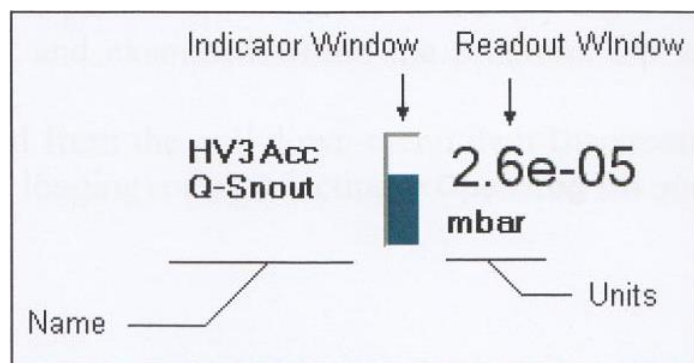 Indicator Window Readout WIndow
HV3 Acc
Q-Snout
2 6e-05
mbar
Name
Units